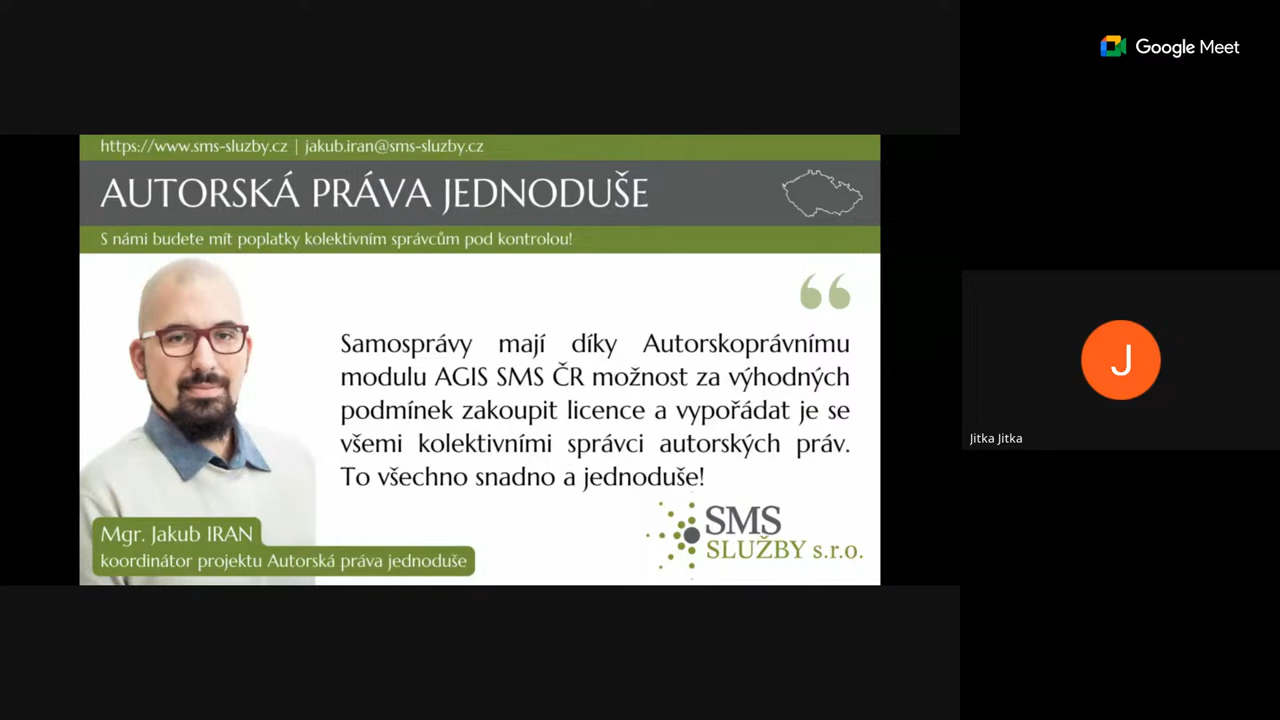 Google Meet
https://www.sms-sluzby.cz | jakub.iran@sms-sluzby.cz
AUTORSKÁ PRÁVA JEDNODUŠE
S námi budete mít poplatky kolektivním správcům pod kontrolou!
Samosprávy mají díky Autorskoprávnímu
modulu AGIS SMS ČR možnost za výhodných
podmínek zakoupit licence a vypořádat je se
všemi kolektivními správci autorských práv.
To všechno snadno a jednoduše!
Mgr. Jakub IRAN
koordinátor projektu Autorská práva jednoduše
SMS
SLUŽBY s.r.o.
J
Jitka Jitka